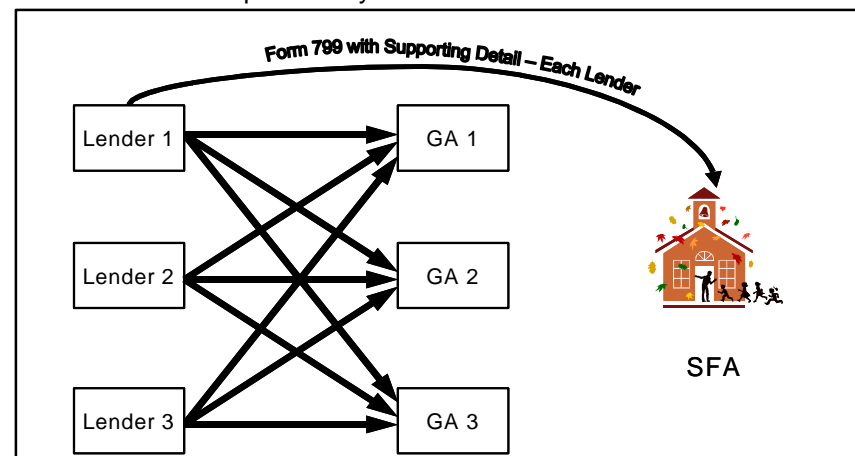 Form 799 with Supporting Detail – Each Lender
Lender 1
GA 1
Lender 2
GA 2
SFA
Lender 3
GA 3